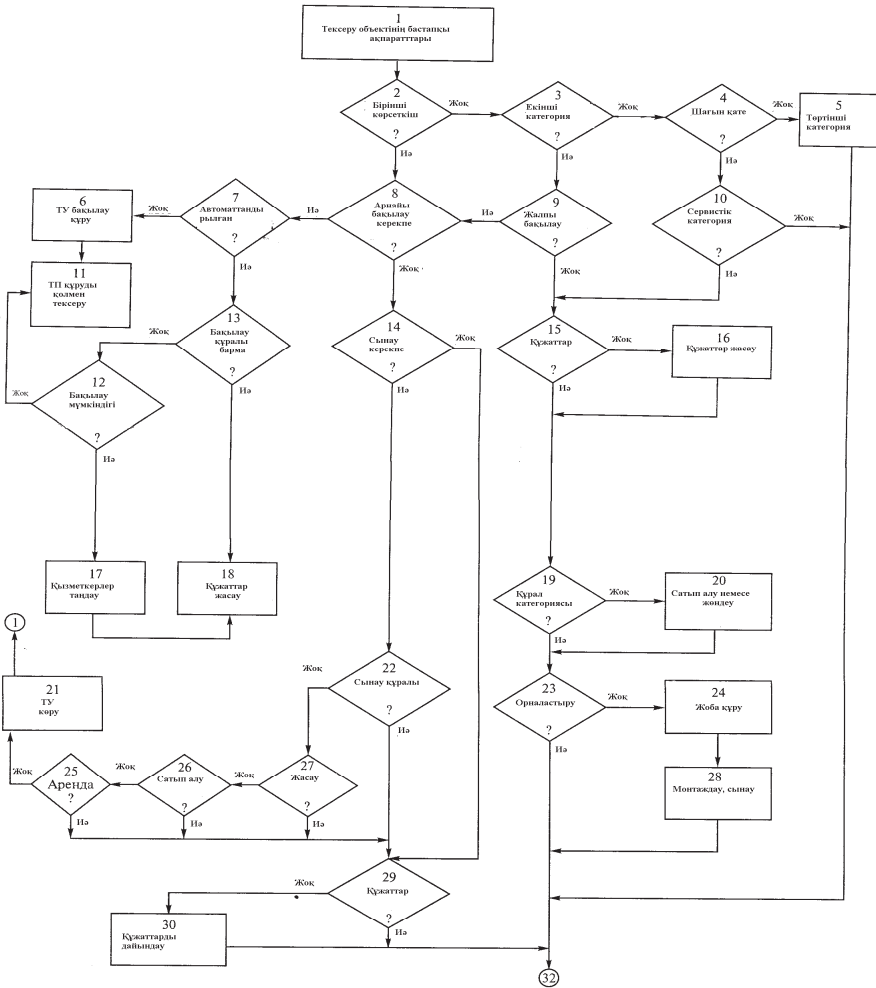 1
Тексеру объектінің бастапқы
ақпаратттары
2
Бірінші
көрсеткіш
?
Жоқ
Иә
3
Екінші
категория
?
Жоқ
Иә
4
Шағын қате
?
Жоқ
Иә
5
Төртінші
категория
6
ТУ бақылау
құру
Жоқ
7
Автоматтанды
рылған
?
Иә
Иә
8
Арнайы
бақылау
керекпе
?
Жоқ
Иә
9
Жалпы
бақылау
?
Жоқ
10
Сервистік
категория
?
Жоқ
Иә
11
ТП құруды
қолмен
тексеру
Жоқ
12
Бақылау
мүмкіндігі
?
Жоқ
Иә
13
Бақылау
құралы
барма
?
Иә
14
Сынау
керекпе
?
Жоқ
Иә
15
Құжаттар
?
Жоқ
Иә
16
Құжаттар жасау
17
Қызметкерлер
таңдау
18
Құжаттар
жасау
19
Құрал
категориясы
?
Жоқ
Иә
20
Сатып алу немесе
жөндеу
1
21
ТУ
көру
Жоқ
22
Сынау құралы
?
Жоқ
Иә
23
Орналастыру
?
Жоқ
Иә
24
Жоба құру
25
Аренда
?
Иә
Жоқ
26
Сатып алу
?
Иә
Жоқ
27
Жасау
?
Иә
28
Монтаждау, сынау
29
Құжаттар
?
Жоқ
Иә
30
Құжаттарды
дайындау
32